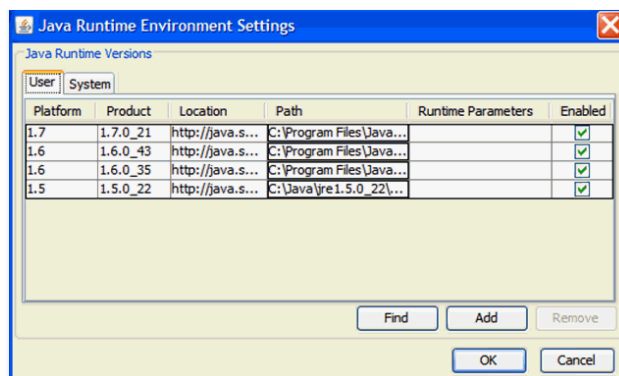 Java Runtime Environment Settings
Java Runtime Versions
User System
Platform Product Location Path Runtime Parameters Enabled
1.7 1.7.0_21 http://java.s... C:\Program Files\Java...
1.6 1.6.0_43 http://java.s... C:\Program Files\Java...
1.6 1.6.0_35 http://java.s... C:\Program Files\Java...
1.5 1.5.0_22 http://java.s... C:\Java\jre1.5.0_22\...
Find Add Remove
OK Cancel